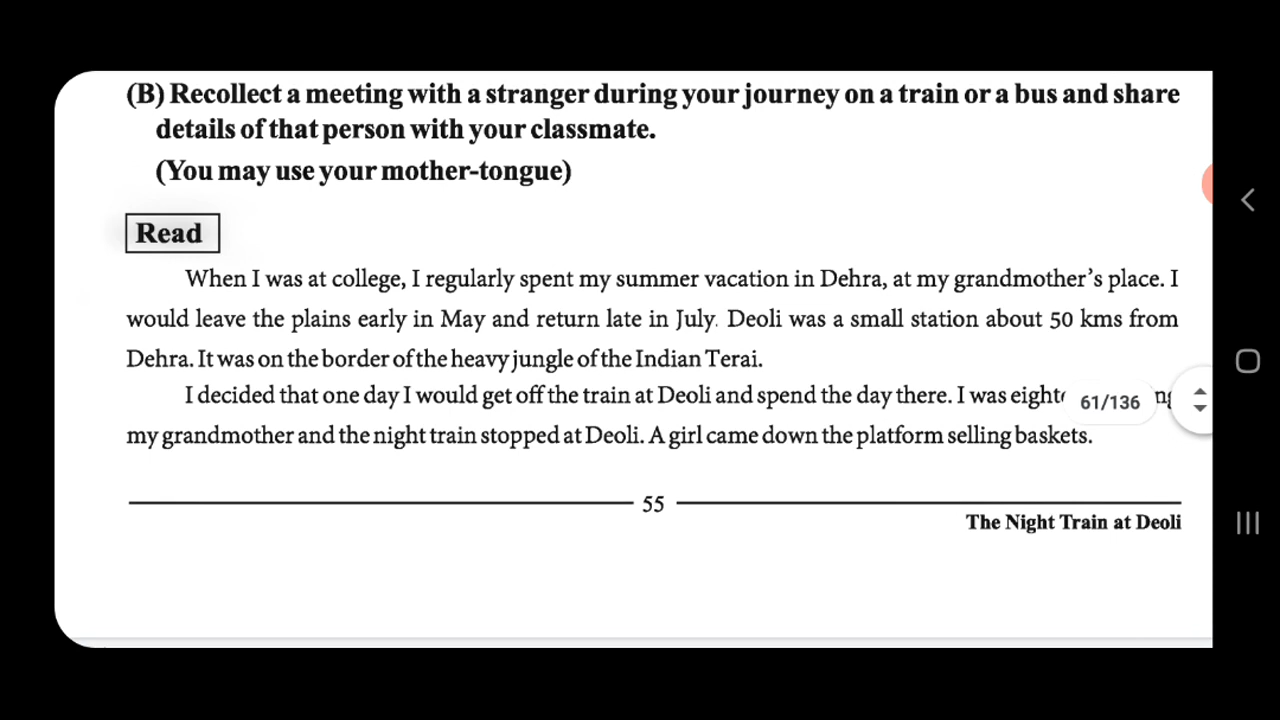 (B) Recollect a meeting with a stranger during your journey on a train or a bus and share
details of that person with your classmate.
(You may use your mother-tongue)
Read
When I was at college, I regularly spent my summer vacation in Dehra, at my grandmother's place. I
would leave the plains early in May and return late in July. Deoli was a small station about 50 kms from
Dehra. It was on the border of the heavy jungle of the Indian Terai.
I decided that one day I would get off the train at Deoli and spend the day there. I was
61/136
my grandmother and the night train stopped at Deoli. A girl came down the platform selling baskets.
55
The Night Train at Deoli